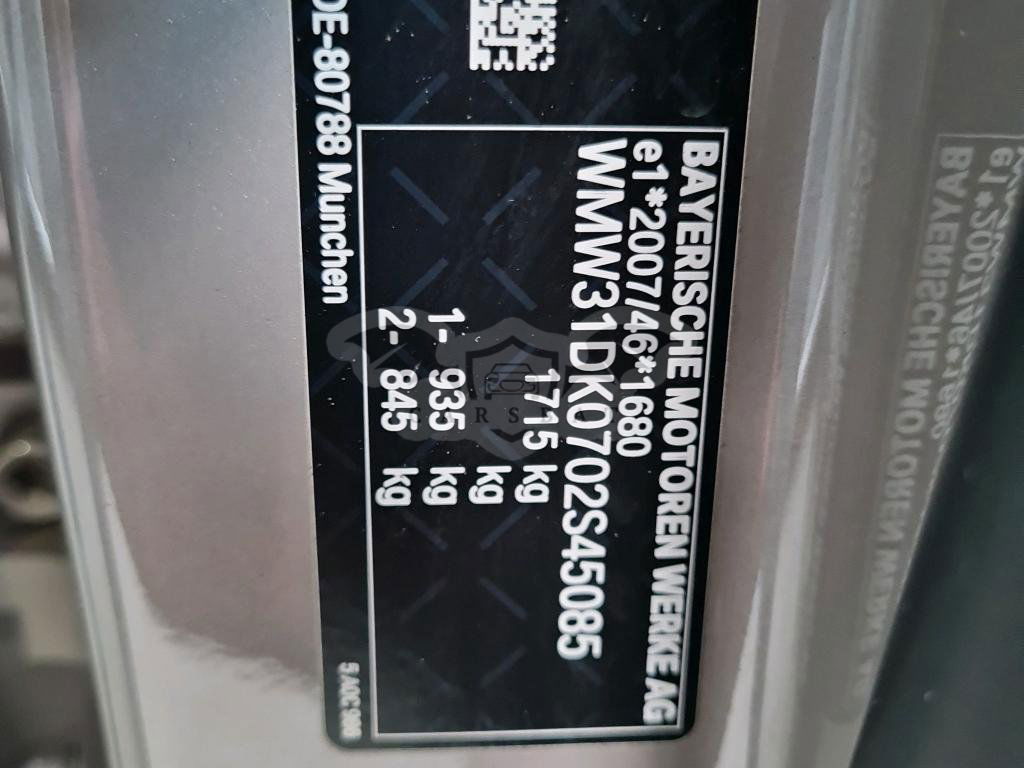 BAYERISCHE MOTOREN WERKE AG
e1*2007/46*1680
WMW31DK0702S45085
1715 kg
kg
1- 935 kg
2- 845 kg
DE-80788 Munchen